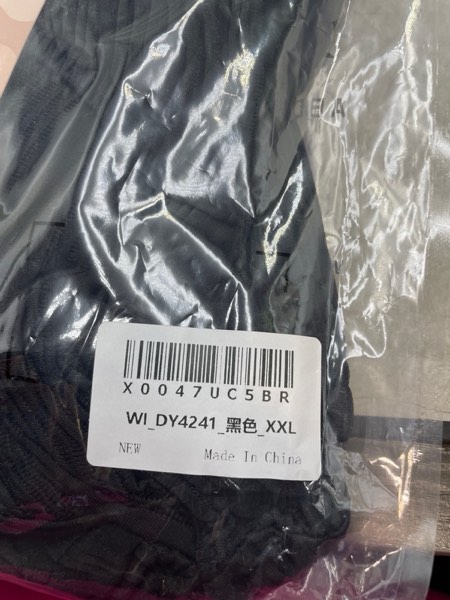 X0047UC5BR
WI_DY4241_黑色_XXL
NEW
Made In China